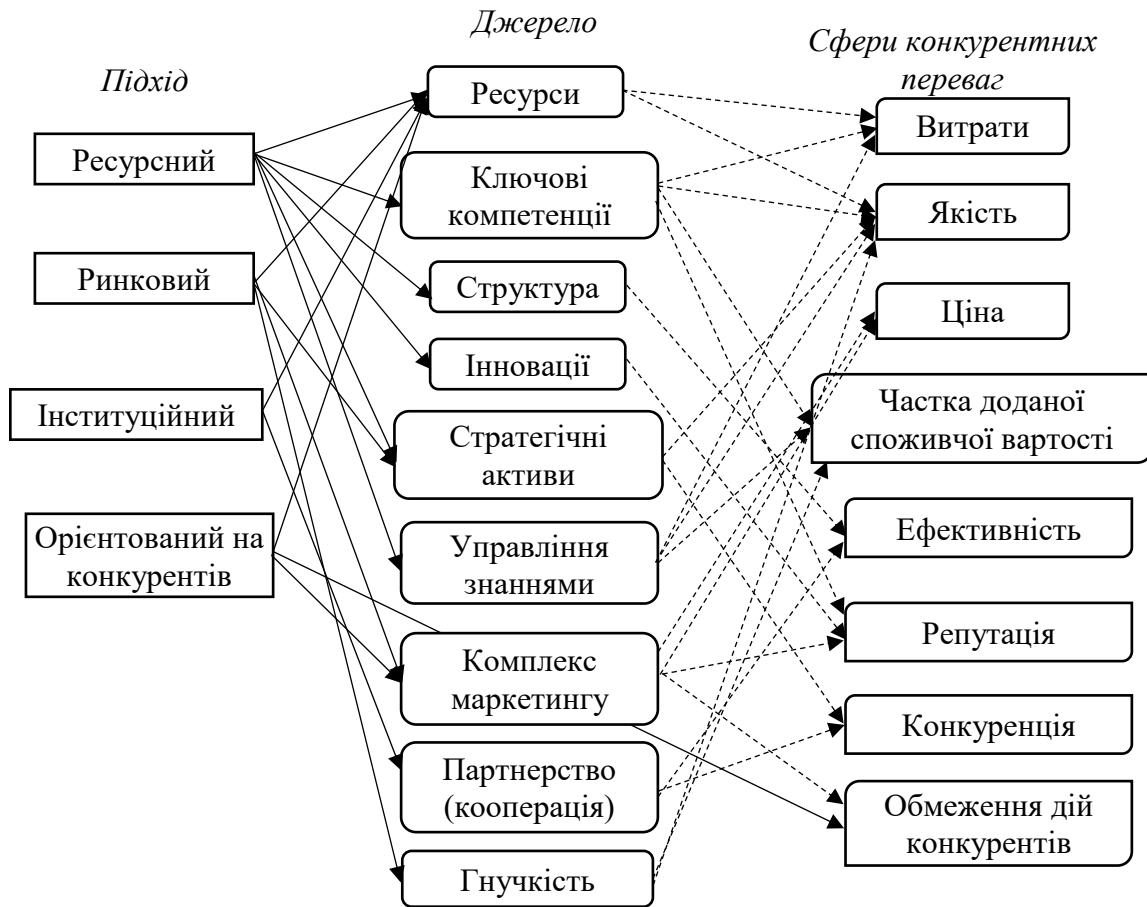 Підхід
Ресурсний
Ринковий
Інституційний
Орієнтований на
конкурентів
Джерело
Ресурси
Ключові
компетенції
Структура
Інновації
Стратегічні
активи
Управління
знаннями
Комплекс
маркетингу
Партнерство
(кооперація)
Гнучкість
Сфери конкурентних
переваг
Витрати
Якість
Ціна
Частка доданої
споживчої вартості
Ефективність
Репутація
Конкуренція
Обмеження дій
конкурентів